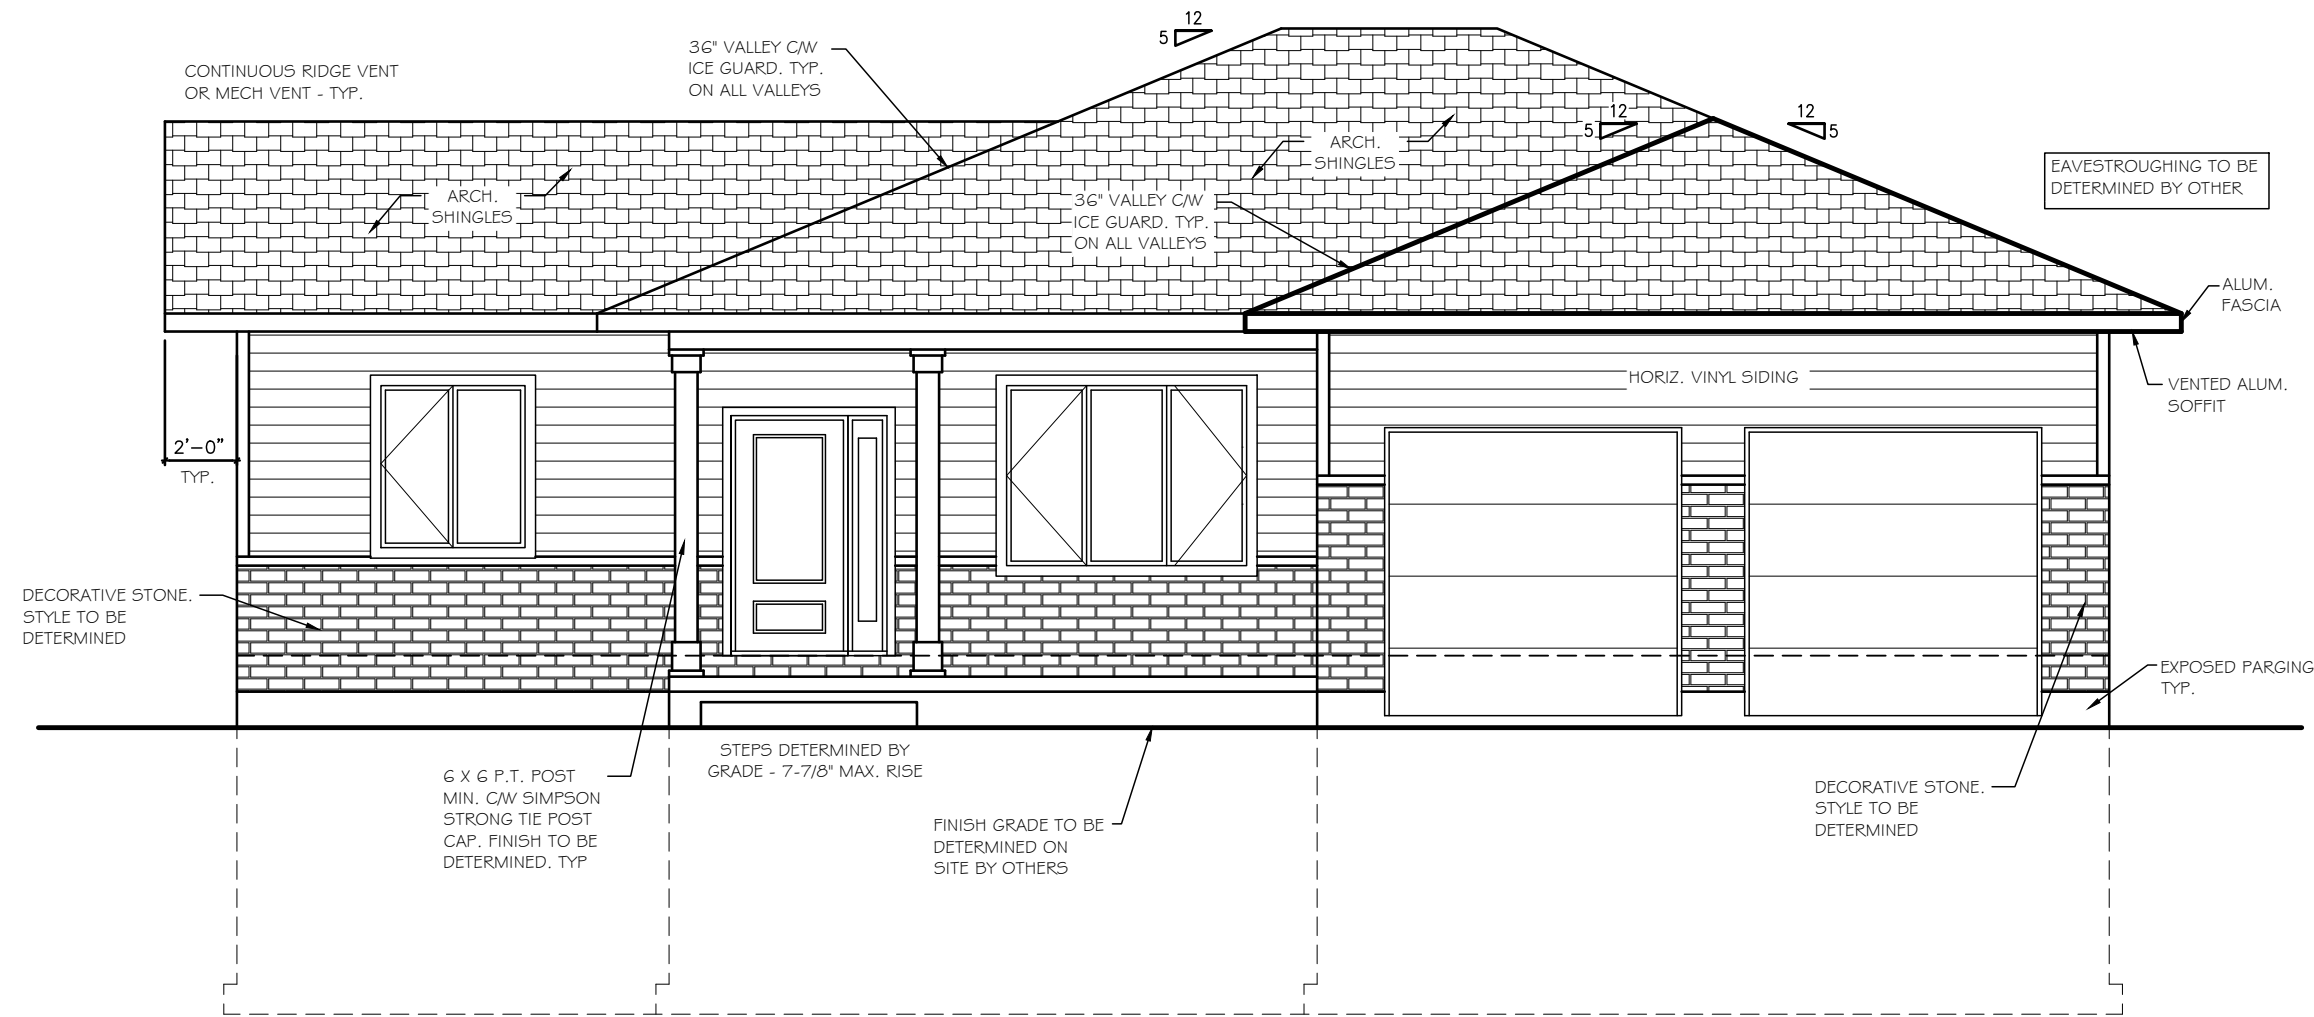 12
5
36" VALLEY C/W
ICE GUARD. TYP.
ON ALL VALLEYS
CONTINUOUS RIDGE VENT
OR MECH VENT - TYP.
12
5
12
5
ARCH.
SHINGLES
EAVESTROUGHING TO BE
DETERMINED BY OTHER
ARCH.
SHINGLES
36" VALLEY C/W
ICE GUARD. TYP.
ON ALL VALLEYS
ALUM.
FASCIA
HORIZ. VINYL SIDING
VENTED ALUM.
SOFFIT
2'-0"
TYP.
DECORATIVE STONE.
STYLE TO BE
DETERMINED
EXPOSED PARGING
TYP.
STEPS DETERMINED BY
GRADE - 7-7/8" MAX. RISE
6 X 6 P.T. POST
MIN. C/W SIMPSON
STRONG TIE POST
CAP. FINISH TO BE
DETERMINED. TYP
FINISH GRADE TO BE
DETERMINED ON
SITE BY OTHERS
DECORATIVE STONE.
STYLE TO BE
DETERMINED